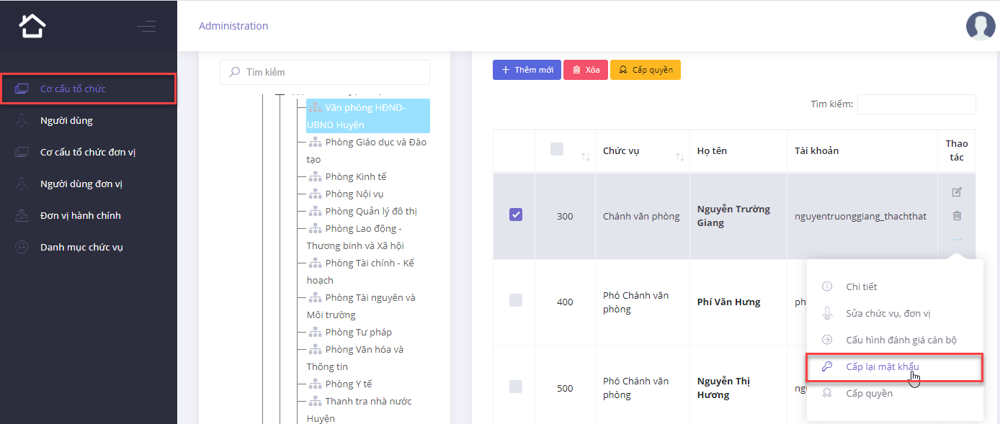 Administration
Cơ cấu tổ chức
Người dùng
Cơ cấu tổ chức đơn vị
Người dùng đơn vị
Đơn vị hành chính
Danh mục chức vụ
Tìm kiếm
Văn phòng HĐND-
UBND Huyện
Phòng Giáo dục và Đào
tạo
Phòng Kinh tế
Phòng Nội vụ
Phòng Quản lý đô thị
Phòng Lao động -
Thương binh và Xã hội
Phòng Tài chính - Kế
hoạch
Phòng Tài nguyên và
Môi trường
Phòng Tư pháp
Phòng Văn hóa và
Thông tin
Phòng Y tế
Thanh tra nhà nước
Huyện
Thêm mới
Xóa
Cấp quyền
Tìm kiếm:
Chức vụ
Họ tên
Tài khoản
Thao
tác
300
Chánh văn phòng
Nguyễn Trường
Giang
nguyentruonggiang_thachthat
...
400
Phó Chánh văn
phòng
Phí Văn Hưng
ph
500
Phó Chánh văn
phòng
Nguyễn Thị
Hương
Chi tiết
Sửa chức vụ, đơn vị
Cấu hình đánh giá cán bộ
Cấp lại mật khẩu
Cấp quyền